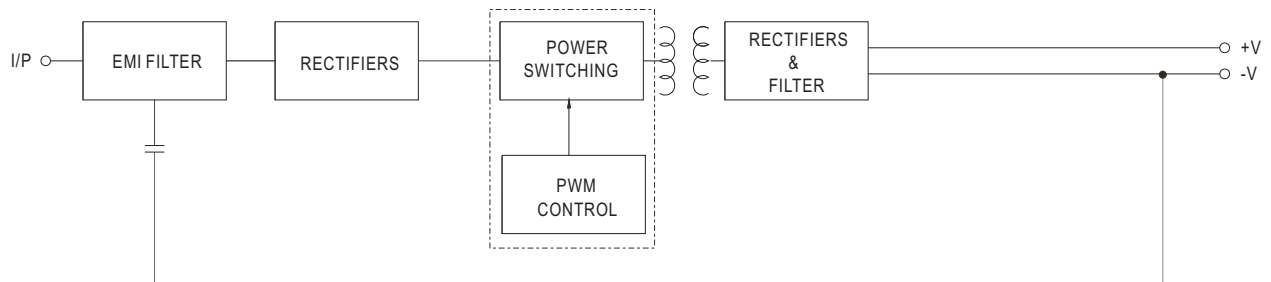 I/P
EMI FILTER
RECTIFIERS
POWER
SWITCHING
RECTIFIERS
&
FILTER
+V
-V
PWM
CONTROL